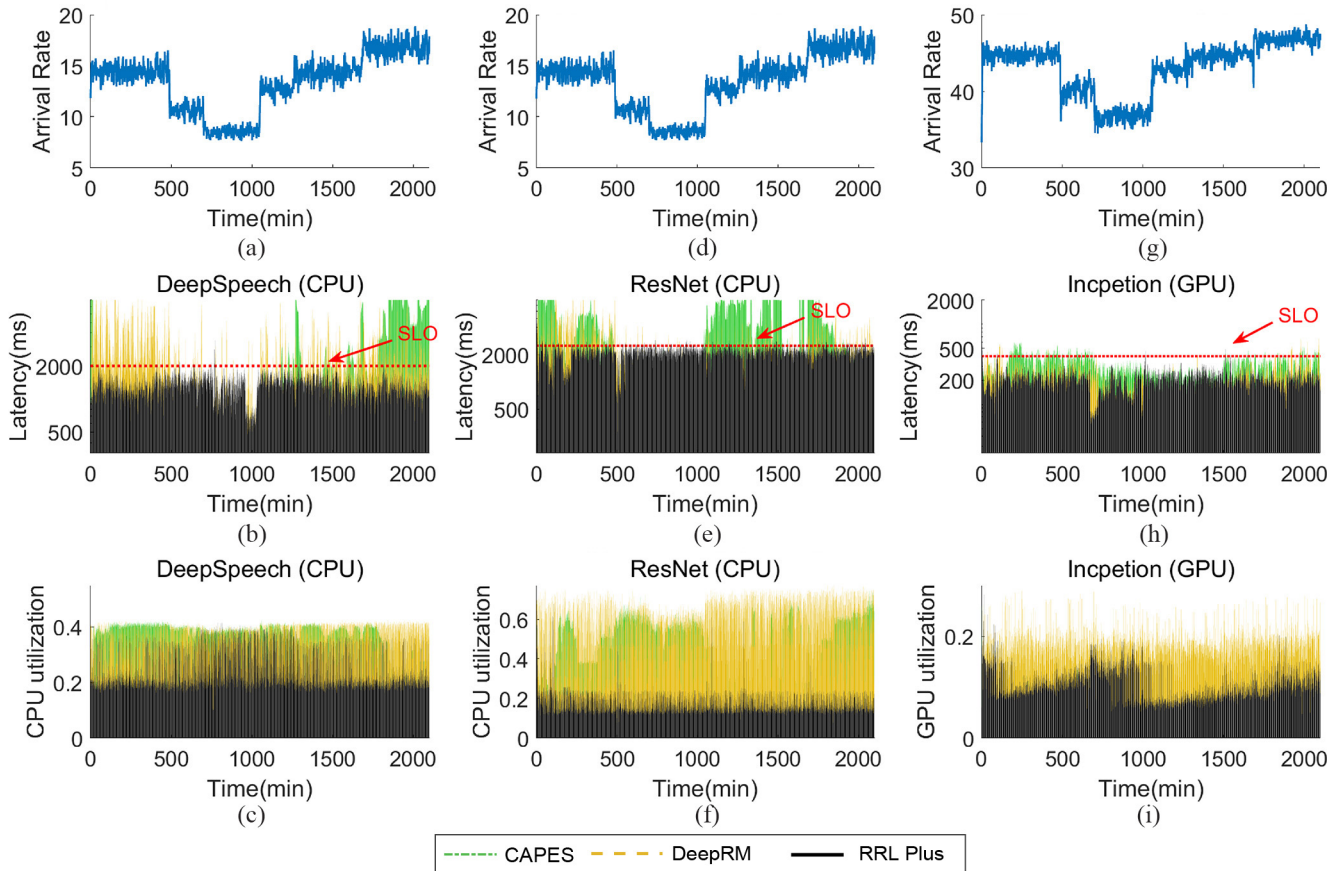 20
15
10
5
Arrival Rate
0 500 1000 1500 2000
Time(min)
(a)
20
15
10
5
Arrival Rate
0 500 1000 1500 2000
Time(min)
(d)
50
40
30
Arrival Rate
0 500 1000 1500 2000
Time(min)
(g)
DeepSpeech (CPU)
SLO
2000
500
Latency(ms)
0 500 1000 1500 2000
Time(min)
(b)
ResNet (CPU)
SLO
2000
500
Latency(ms)
0 500 1000 1500 2000
Time(min)
(e)
Incpetion (GPU)
SLO
2000
500
200
Latency(ms)
0 500 1000 1500 2000
Time(min)
(h)
DeepSpeech (CPU)
0.4
0.2
0
CPU utilization
0 500 1000 1500 2000
Time(min)
(c)
ResNet (CPU)
0.6
0.4
0.2
0
CPU utilization
0 500 1000 1500 2000
Time(min)
(f)
Incpetion (GPU)
0.2
0
GPU utilization
0 500 1000 1500 2000
Time(min)
(i)
CAPES DeepRM RRL Plus